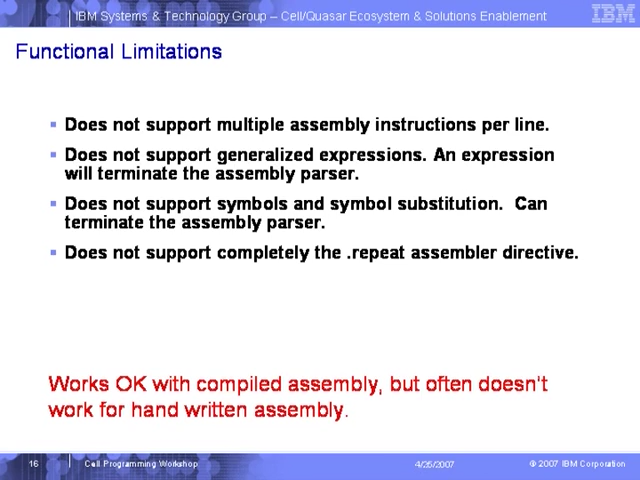 IBM Systems & Technology Group – Cell/Quasar Ecosystem & Solutions Enablement
IBM
Functional Limitations
▪ Does not support multiple assembly instructions per line.
▪ Does not support generalized expressions. An expression
will terminate the assembly parser.
▪ Does not support symbols and symbol substitution.  Can
terminate the assembly parser.
▪ Does not support completely the .repeat assembler directive.
Works OK with compiled assembly, but often doesn't
work for hand written assembly.
16
Cell Programming Workshop
4/26/2007
© 2007 IBM Corporation